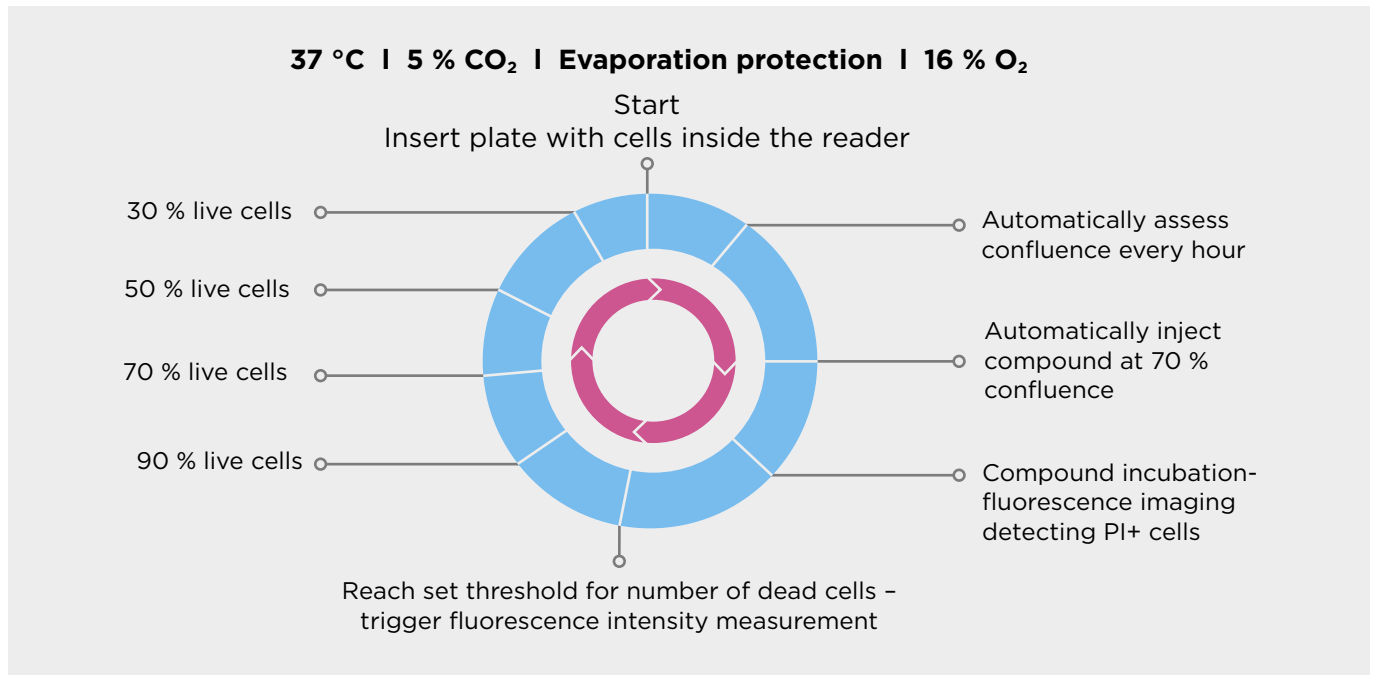 37 °C I 5 % CO₂ I Evaporation protection I 16 % O₂
Start
Insert plate with cells inside the reader
Automatically assess
confluence every hour
Automatically inject
compound at 70 %
confluence
Compound incubation-
fluorescence imaging
detecting PI+ cells
Reach set threshold for number of dead cells –
trigger fluorescence intensity measurement
90 % live cells
70 % live cells
50 % live cells
30 % live cells